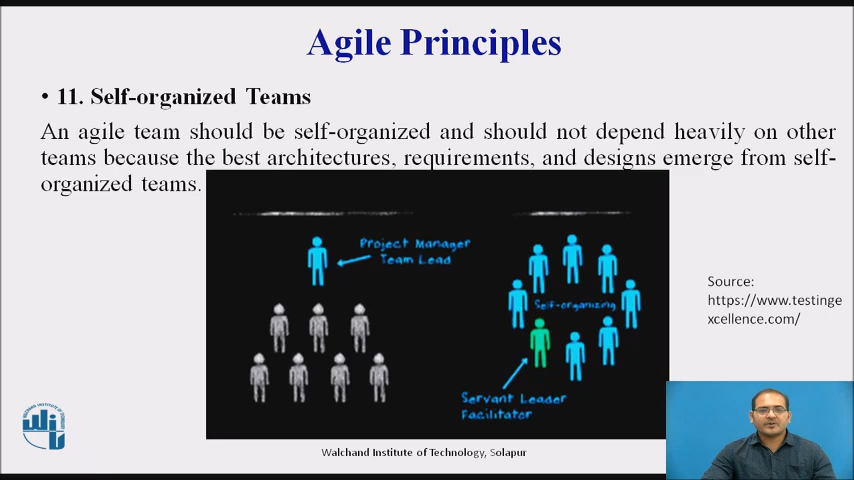 Agile Principles
• 11. Self-organized Teams
An agile team should be self-organized and should not depend heavily on other
teams because the best architectures, requirements, and designs emerge from self-
organized teams.
Project Manager
Team Lead
Self-organizing
Servant Leader
Facilitator
Source:
https://www.testinge
xcellence.com/
Walchand Institute of Technology, Solapur